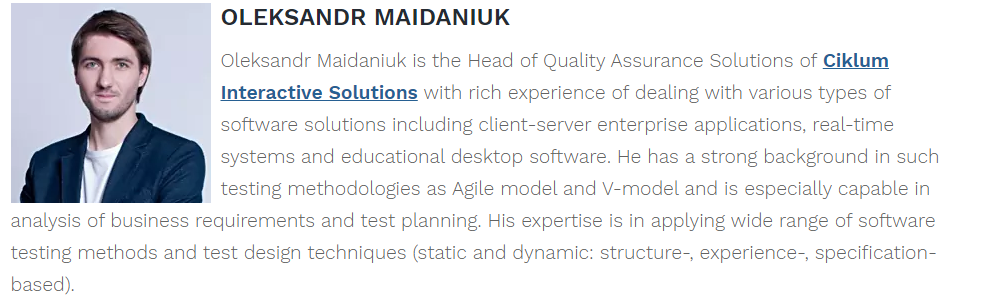 OLEKSANDR MAIDANIUK
Oleksandr Maidaniuk is the Head of Quality Assurance Solutions of Ciklum
Interactive Solutions with rich experience of dealing with various types of
software solutions including client-server enterprise applications, real-time
systems and educational desktop software. He has a strong background in such
testing methodologies as Agile model and V-model and is especially capable in
analysis of business requirements and test planning. His expertise is in applying wide range of software
testing methods and test design techniques (static and dynamic: structure-, experience-, specification-
based).